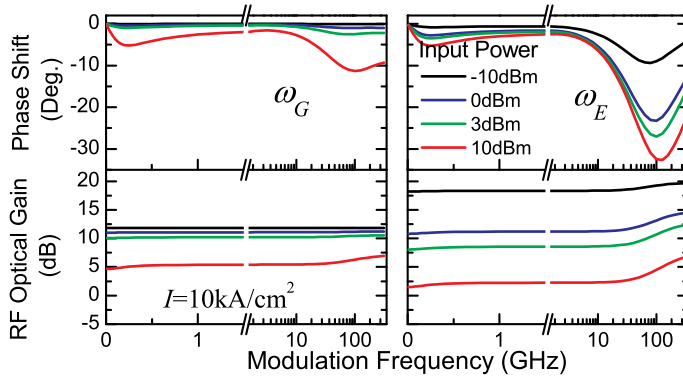 Phase Shift
(Deg.)
0
-10
-20
-30
ω_G
Input Power
-10dBm
0dBm
3dBm
10dBm
ω_E
RF Optical Gain
(dB)
20
15
10
5
0
-5
I=10kA/cm²
0 1 10 100 0 1 10 100
Modulation Frequency (GHz)